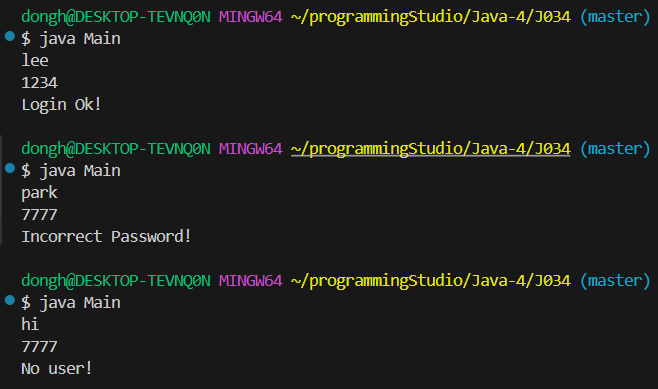 dongh@DESKTOP-TEVNQ0N MINGW64 ~/programmingStudio/Java-4/J034 (master)
$ java Main
lee
1234
Login Ok!
dongh@DESKTOP-TEVNQ0N MINGW64 ~/programmingStudio/Java-4/J034 (master)
$ java Main
park
7777
Incorrect Password!
dongh@DESKTOP-TEVNQ0N MINGW64 ~/programmingStudio/Java-4/J034 (master)
$ java Main
hi
7777
No user!